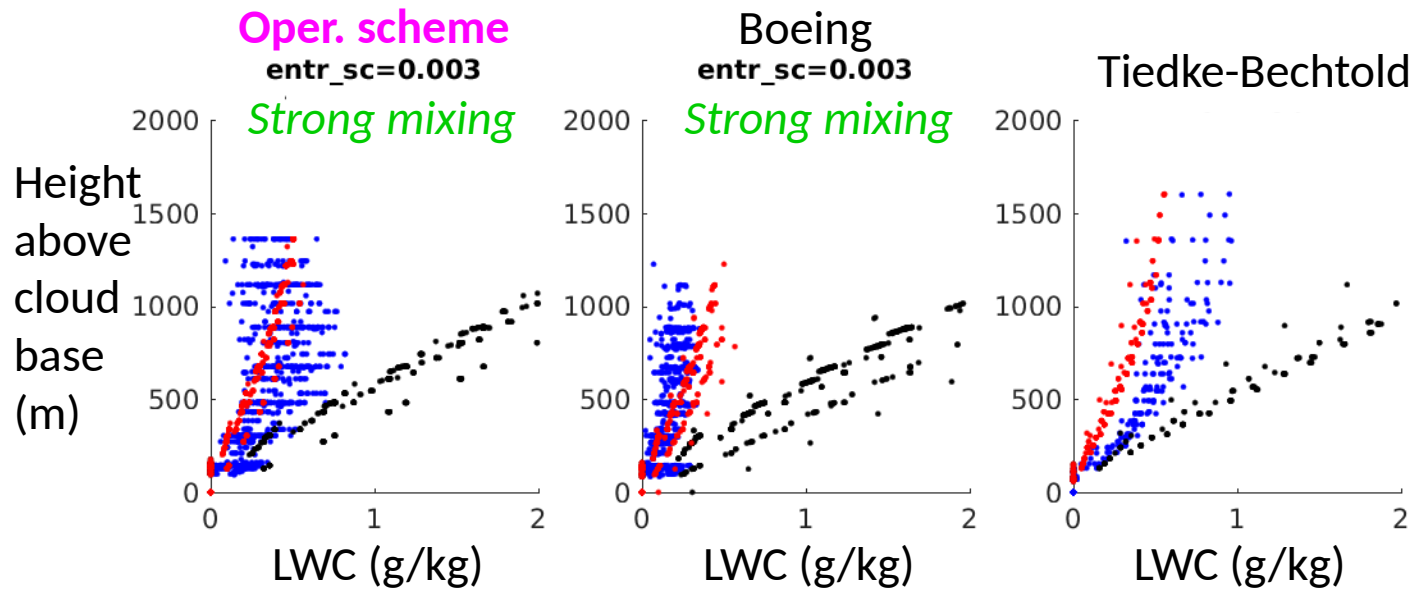 Oper. scheme
entr_sc=0.003
Strong mixing
Boeing
entr_sc=0.003
Strong mixing
Tiedke-Bechtold
Height
above
cloud
base
(m)
2000
1500
1000
500
0
0 1 2
LWC (g/kg)
2000
1500
1000
500
0
0 1 2
LWC (g/kg)
2000
1500
1000
500
0
0 1 2
LWC (g/kg)